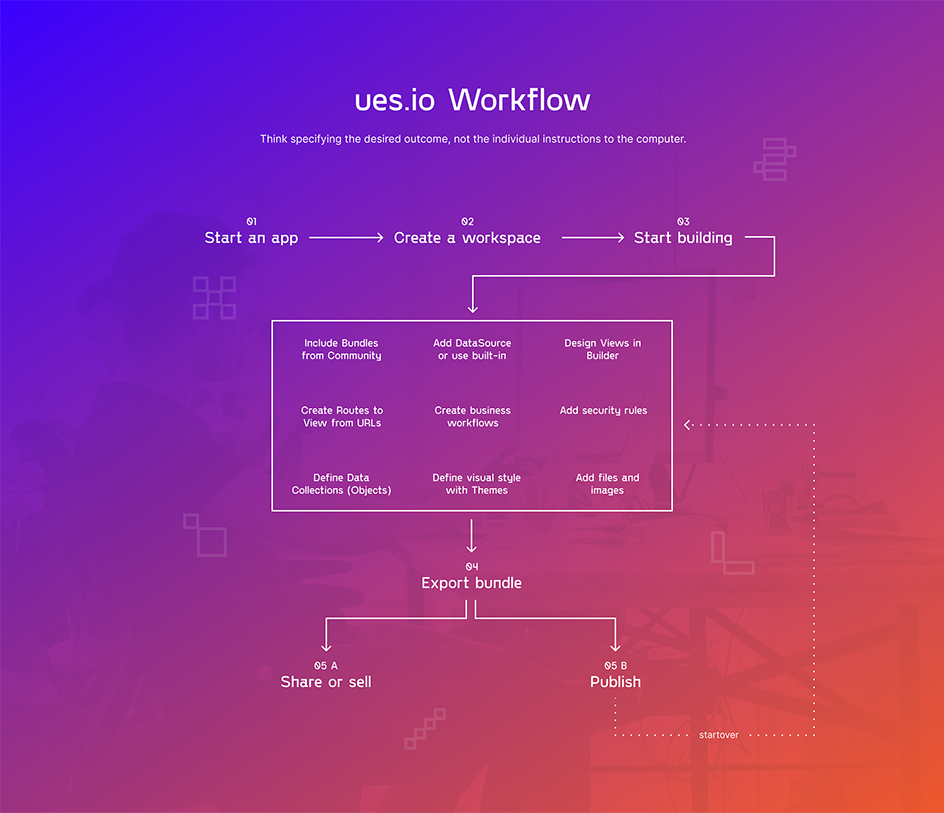 ues.io Workflow
Think specifying the desired outcome, not the individual instructions to the computer.
01
Start an app
02
Create a workspace
03
Start building
Include Bundles
from Community
Add DataSource
or use built-in
Design Views in
Builder
Create Routes to
View from URLs
Create business
workflows
Add security rules
Define Data
Collections (Objects)
Define visual style
with Themes
Add files and
images
04
Export bundle
05 A
Share or sell
05 B
Publish
startover